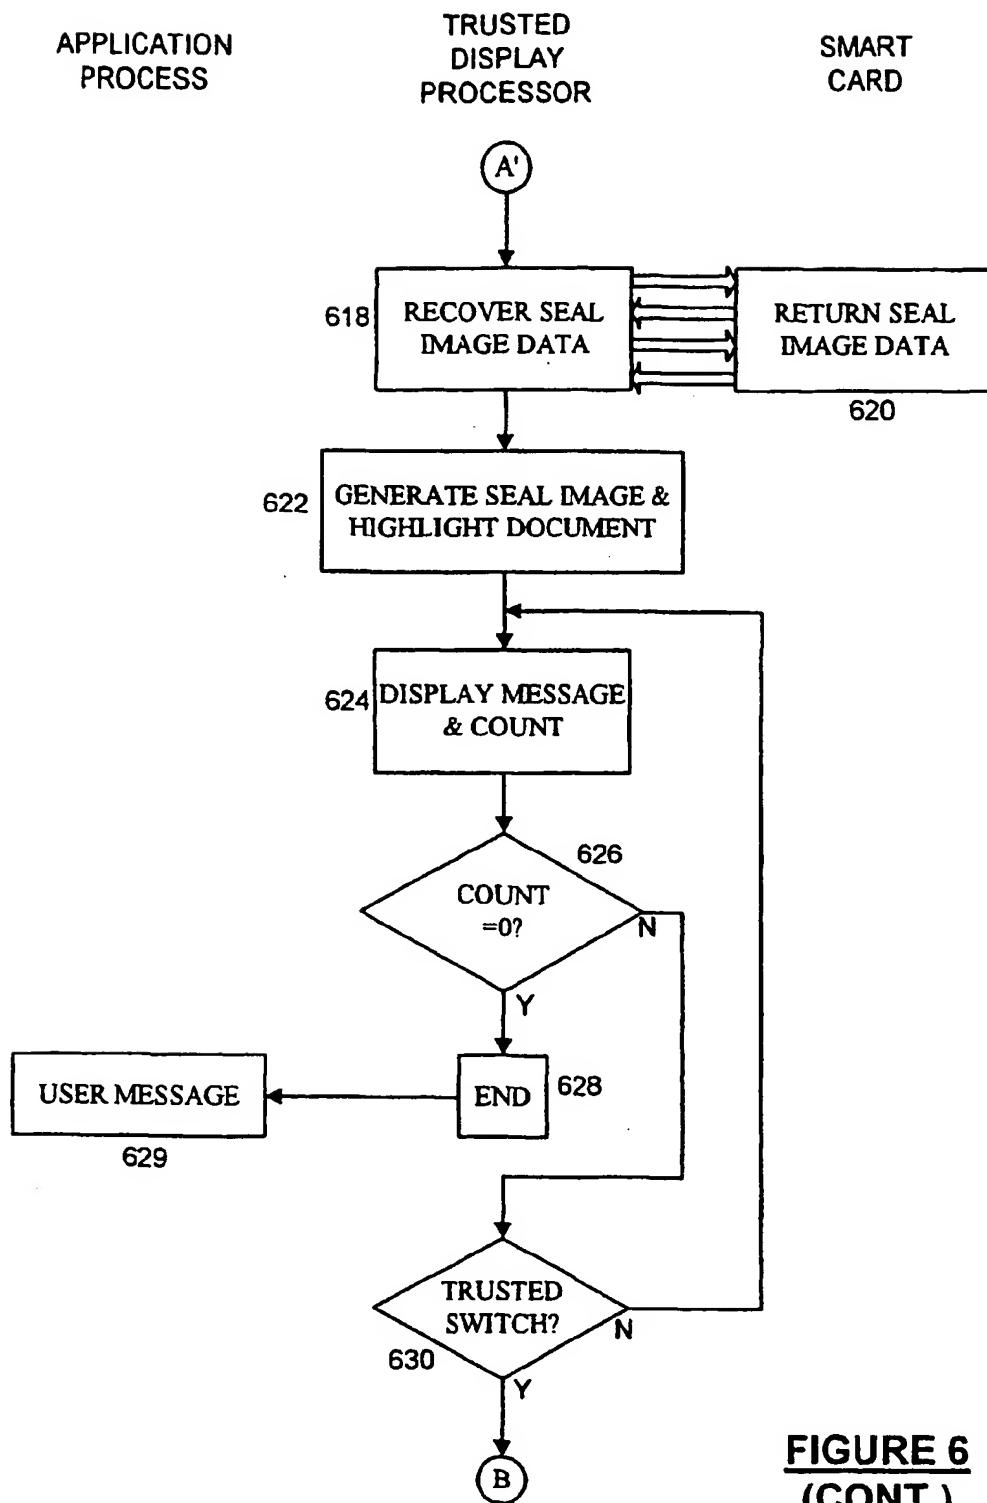 APPLICATION
PROCESS
TRUSTED
DISPLAY
PROCESSOR
SMART
CARD
A'
618
RECOVER SEAL
IMAGE DATA
RETURN SEAL
IMAGE DATA
620
622
GENERATE SEAL IMAGE &
HIGHLIGHT DOCUMENT
624
DISPLAY MESSAGE
& COUNT
626
COUNT
=0?
N
Y
USER MESSAGE
629
END
628
TRUSTED
SWITCH?
N
630
Y
B
FIGURE 6
(CONT.)